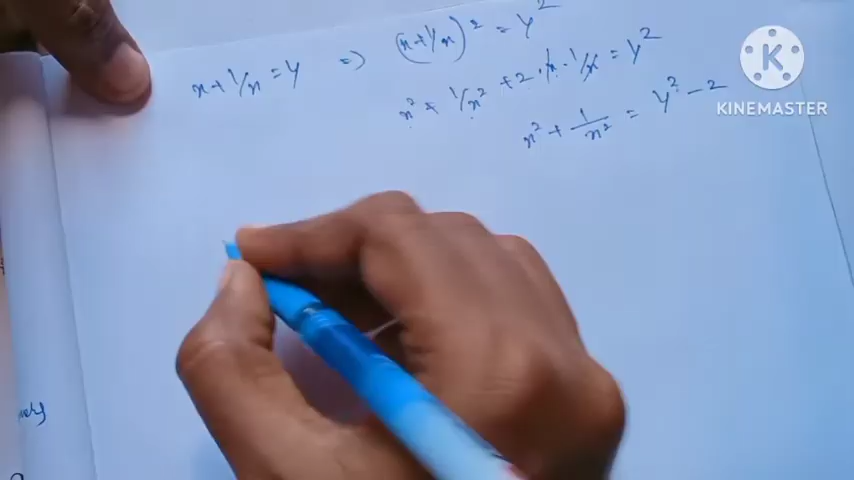 x + 1/x = y ⇒ (x + 1/x)² = y²
x² + 1/x² + 2 · x · 1/x = y²
x² + 1/x² = y² - 2
K
KINEMASTER